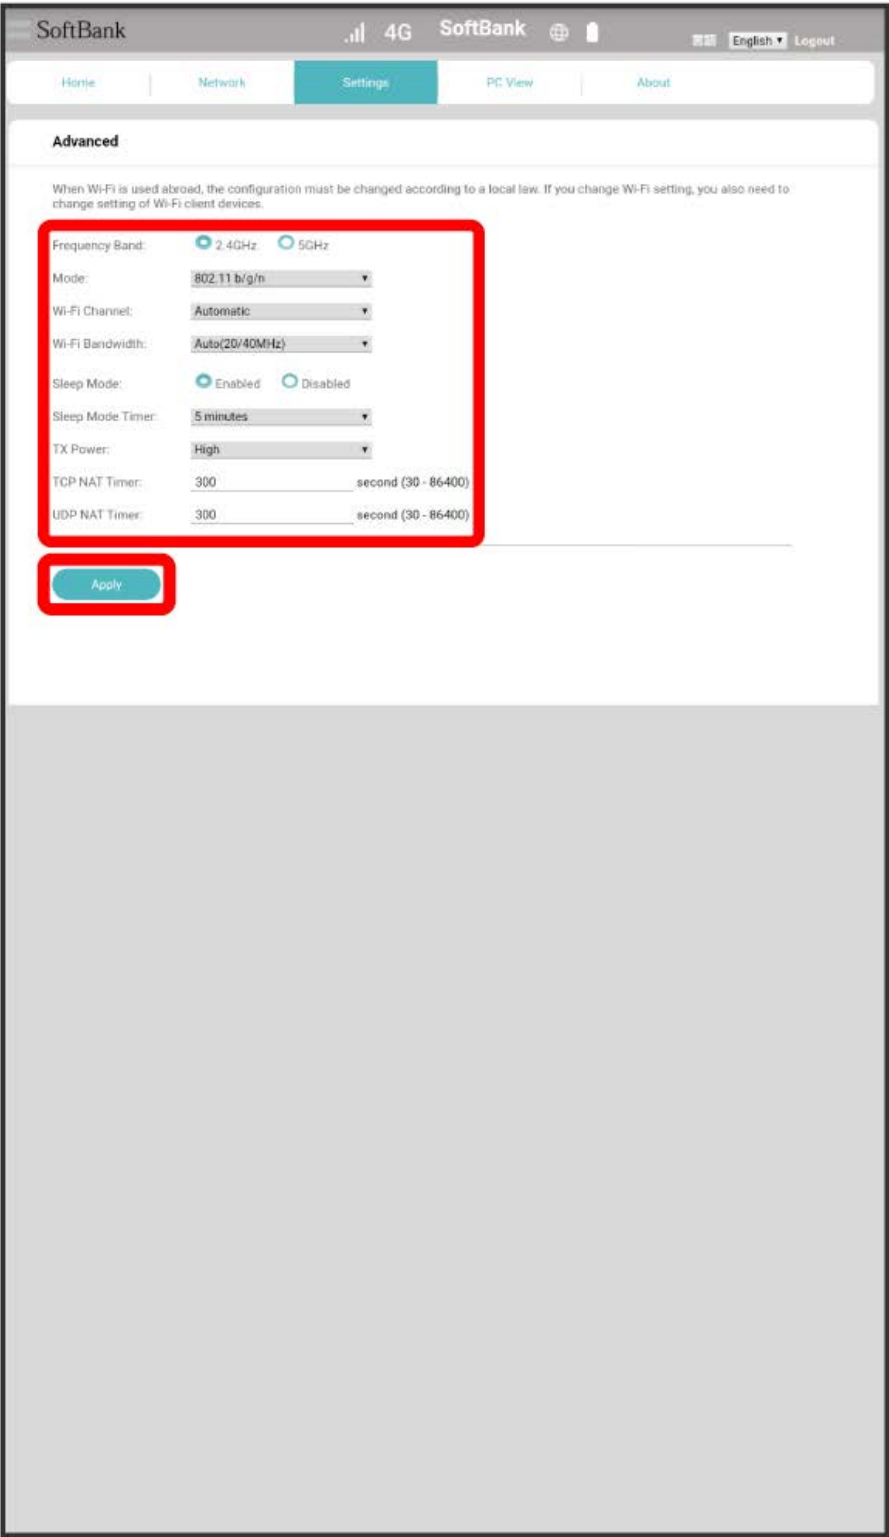 SoftBank
4G SoftBank
言語 English Logout
Home Network Settings PC View About
Advanced
When Wi-Fi is used abroad, the configuration must be changed according to a local law. If you change Wi-Fi setting, you also need to
change setting of Wi-Fi client devices.
Frequency Band: 2.4GHz 5GHz
Mode: 802.11 b/g/n
Wi-Fi Channel: Automatic
Wi-Fi Bandwidth: Auto(20/40MHz)
Sleep Mode: Enabled Disabled
Sleep Mode Timer: 5 minutes
TX Power: High
TCP NAT Timer: 300 second (30 - 86400)
UDP NAT Timer: 300 second (30 - 86400)
Apply